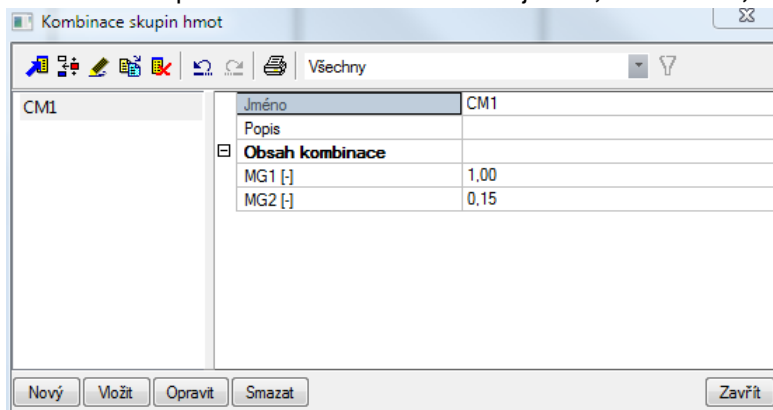 Kombinace skupin hmot
Všechny
CM1
Jméno CM1
Popis
Obsah kombinace
MG1 [-] 1,00
MG2 [-] 0,15
Nový Vložit Opravit Smazat Zavřít